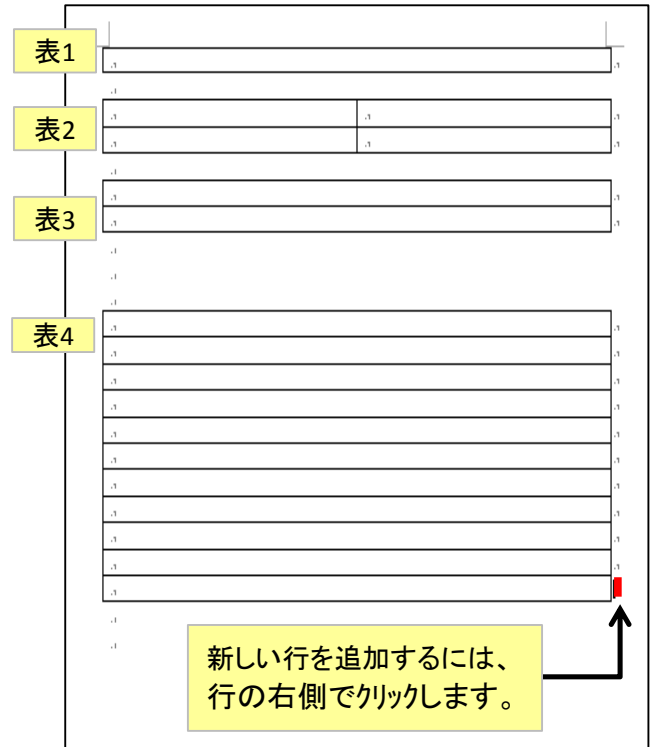 表1
表2
表3
表4
新しい行を追加するには、
行の右側でクリックします。